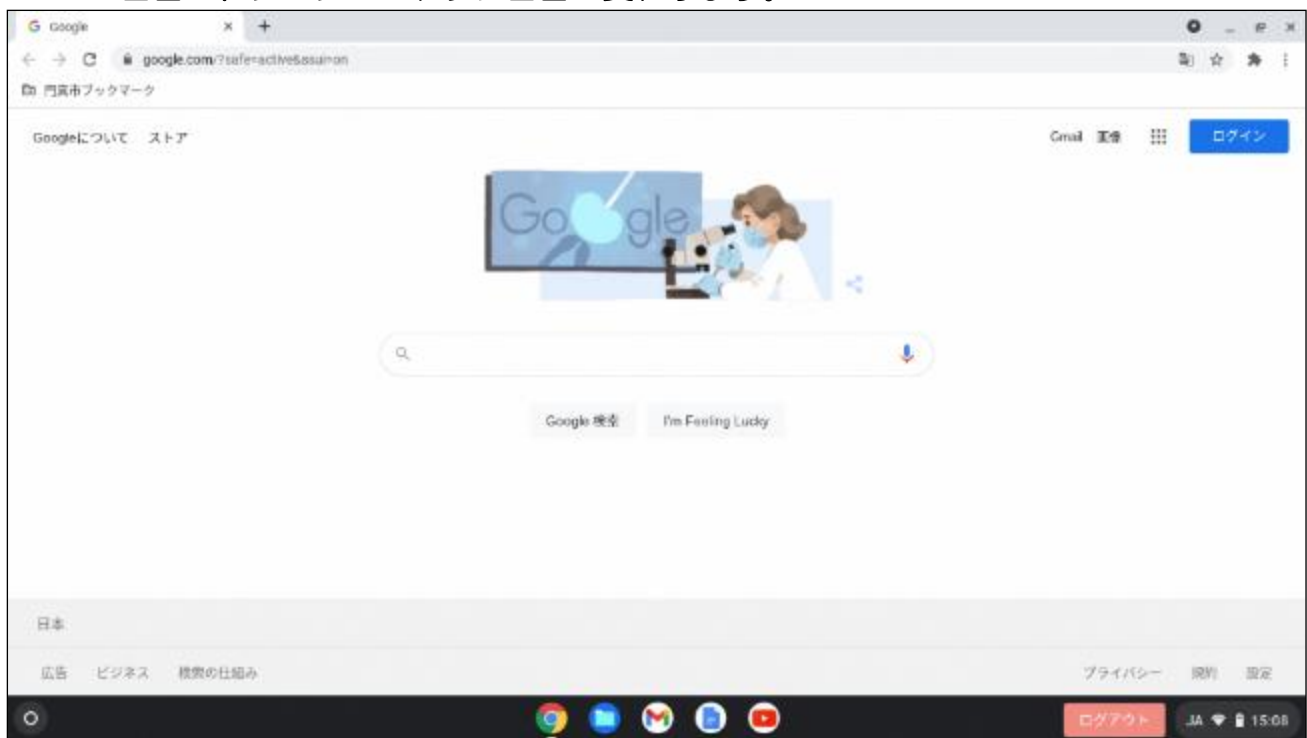 Google
google.com/?safe=active&ssui=on
門真市ブックマーク
Googleについて ストア
Gmail 画像
ログイン
Google
Google 検索 I'm Feeling Lucky
日本
広告 ビジネス 検索の仕組み
プライバシー 規約 設定
ログアウト JA 15:08